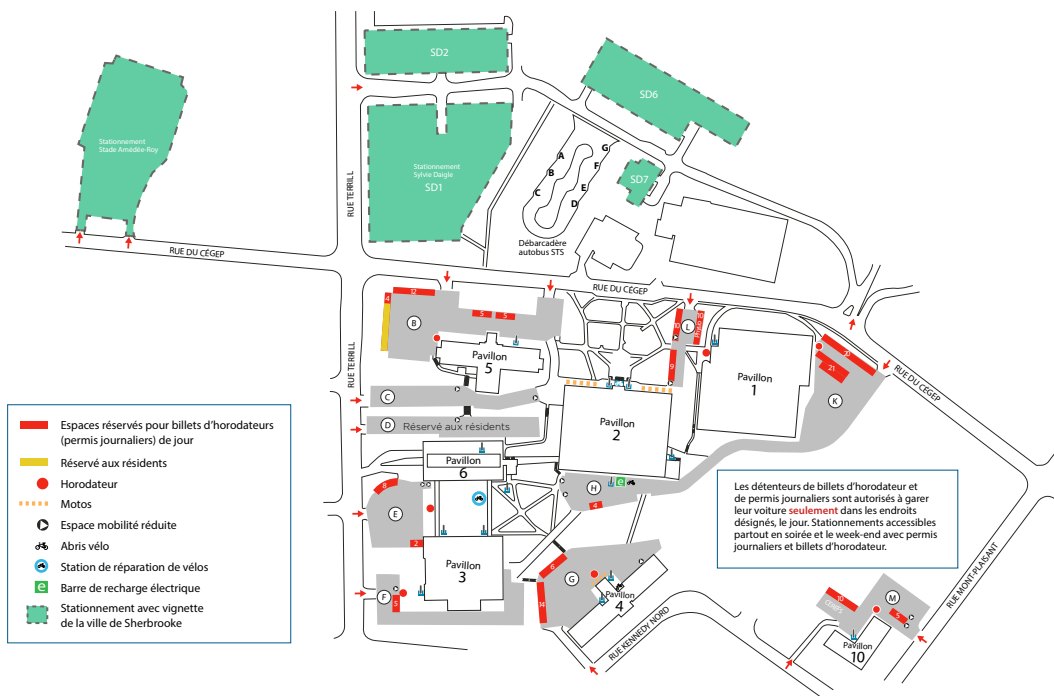 SD2
SD6
Stationnement
Stade Amédée-Roy
Stationnement
Sylvie Daigle
SD1
SD7
A
B
C
D
E
F
G
Débarcadère
autobus STS
RUE TERRILL
RUE DU CÉGEP
RUE DU CÉGEP
RUE DU CÉGEP
RUE TERRILL
4
12
B
5
5
Pavillon
5
10
L
9
Pavillon
1
20
21
K
C
D
Réservé aux résidents
Pavillon
2
Pavillon
6
H
e
4
8
E
2
Pavillon
3
F
5
6
G
14
Pavillon
4
RUE KENNEDY NORD
RUE MONT-PLAISANT
10
CERFS
M
5
Pavillon
10
Espaces réservés pour billets d'horodateurs
(permis journaliers) de jour
Réservé aux résidents
Horodateur
Motos
Espace mobilité réduite
Abris vélo
Station de réparation de vélos
e
Barre de recharge électrique
Stationnement avec vignette
de la ville de Sherbrooke
Les détenteurs de billets d'horodateur et
de permis journaliers sont autorisés à garer
leur voiture seulement dans les endroits
désignés, le jour. Stationnements accessibles
partout en soirée et le week-end avec permis
journaliers et billets d'horodateur.